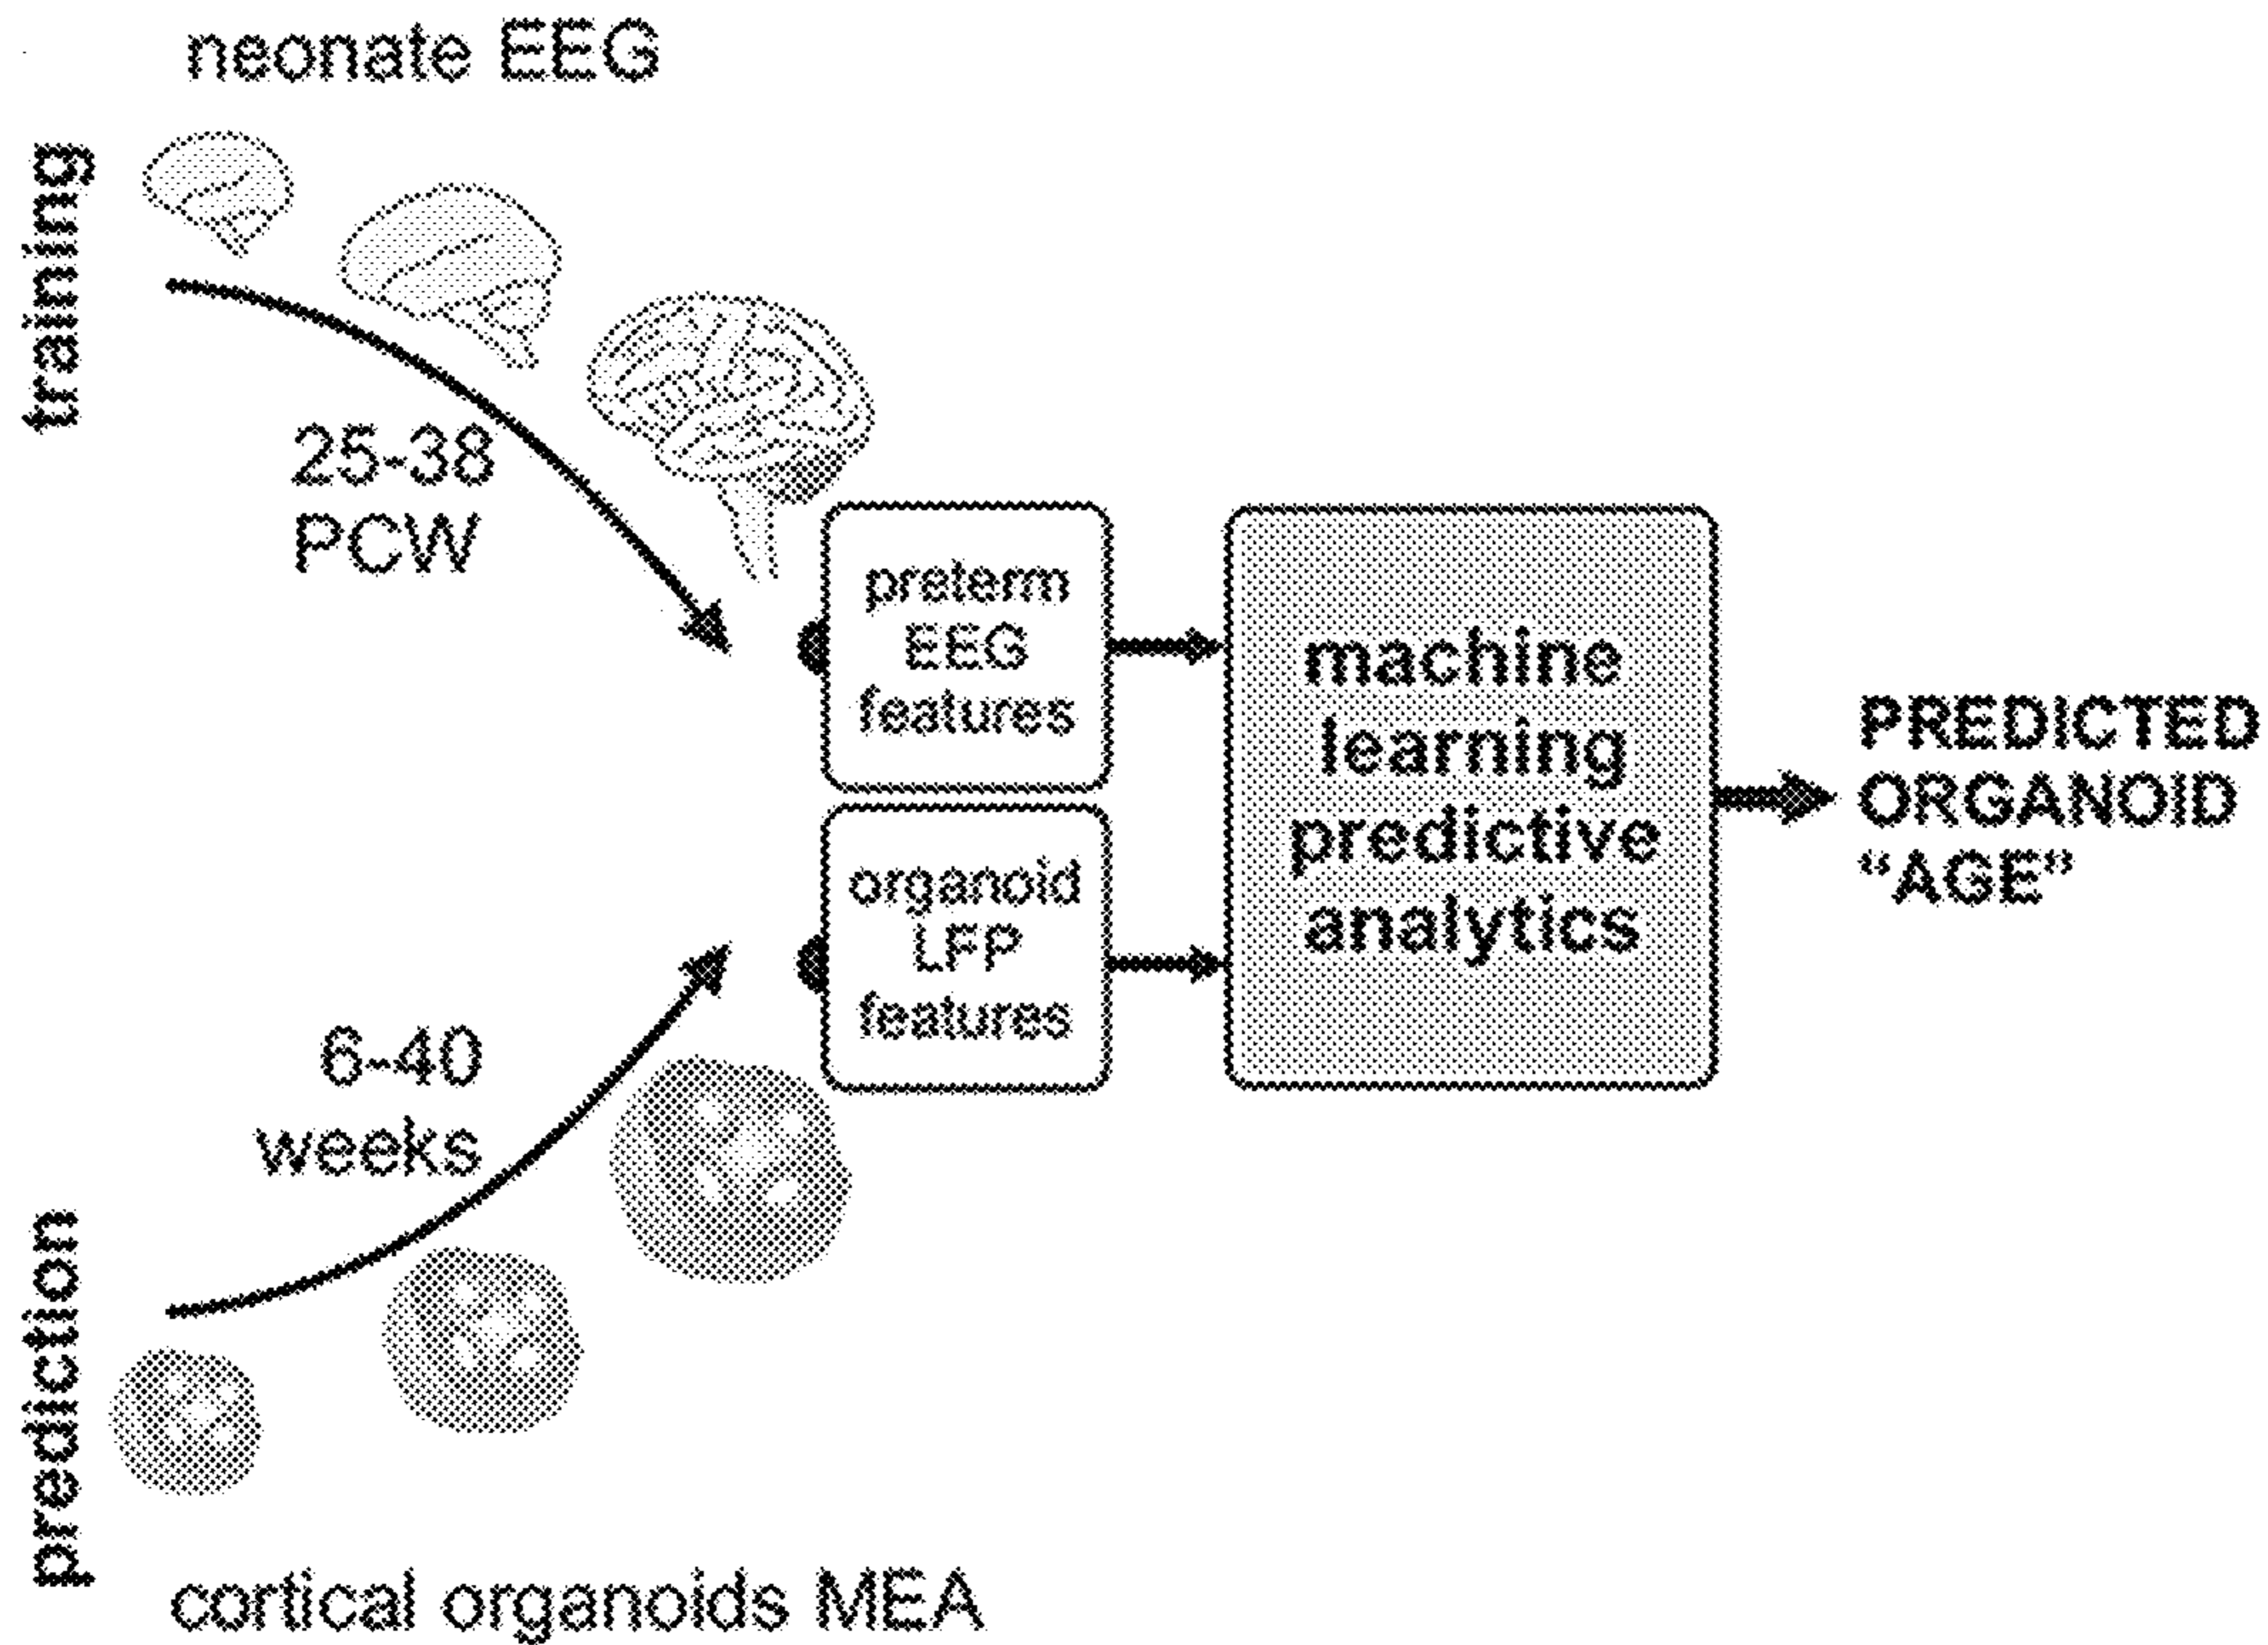 neonate EEG
training
25-38
PCW
preterm
EEG
features
machine
learning
predictive
analytics
PREDICTED
ORGANOID
“AGE”
organoid
LFP
features
6-40
weeks
prediction
cortical organoids MEA